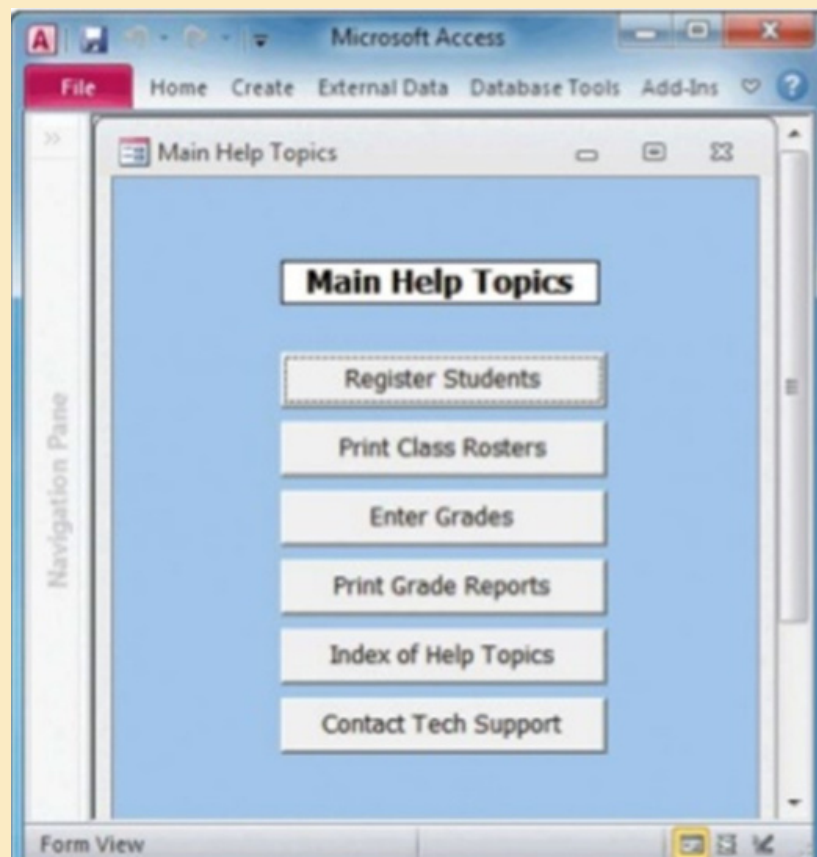 A Microsoft Access
File Home Create External Data Database Tools Add-Ins ?
» Main Help Topics
Navigation Pane
Main Help Topics
Register Students
Print Class Rosters
Enter Grades
Print Grade Reports
Index of Help Topics
Contact Tech Support
Form View